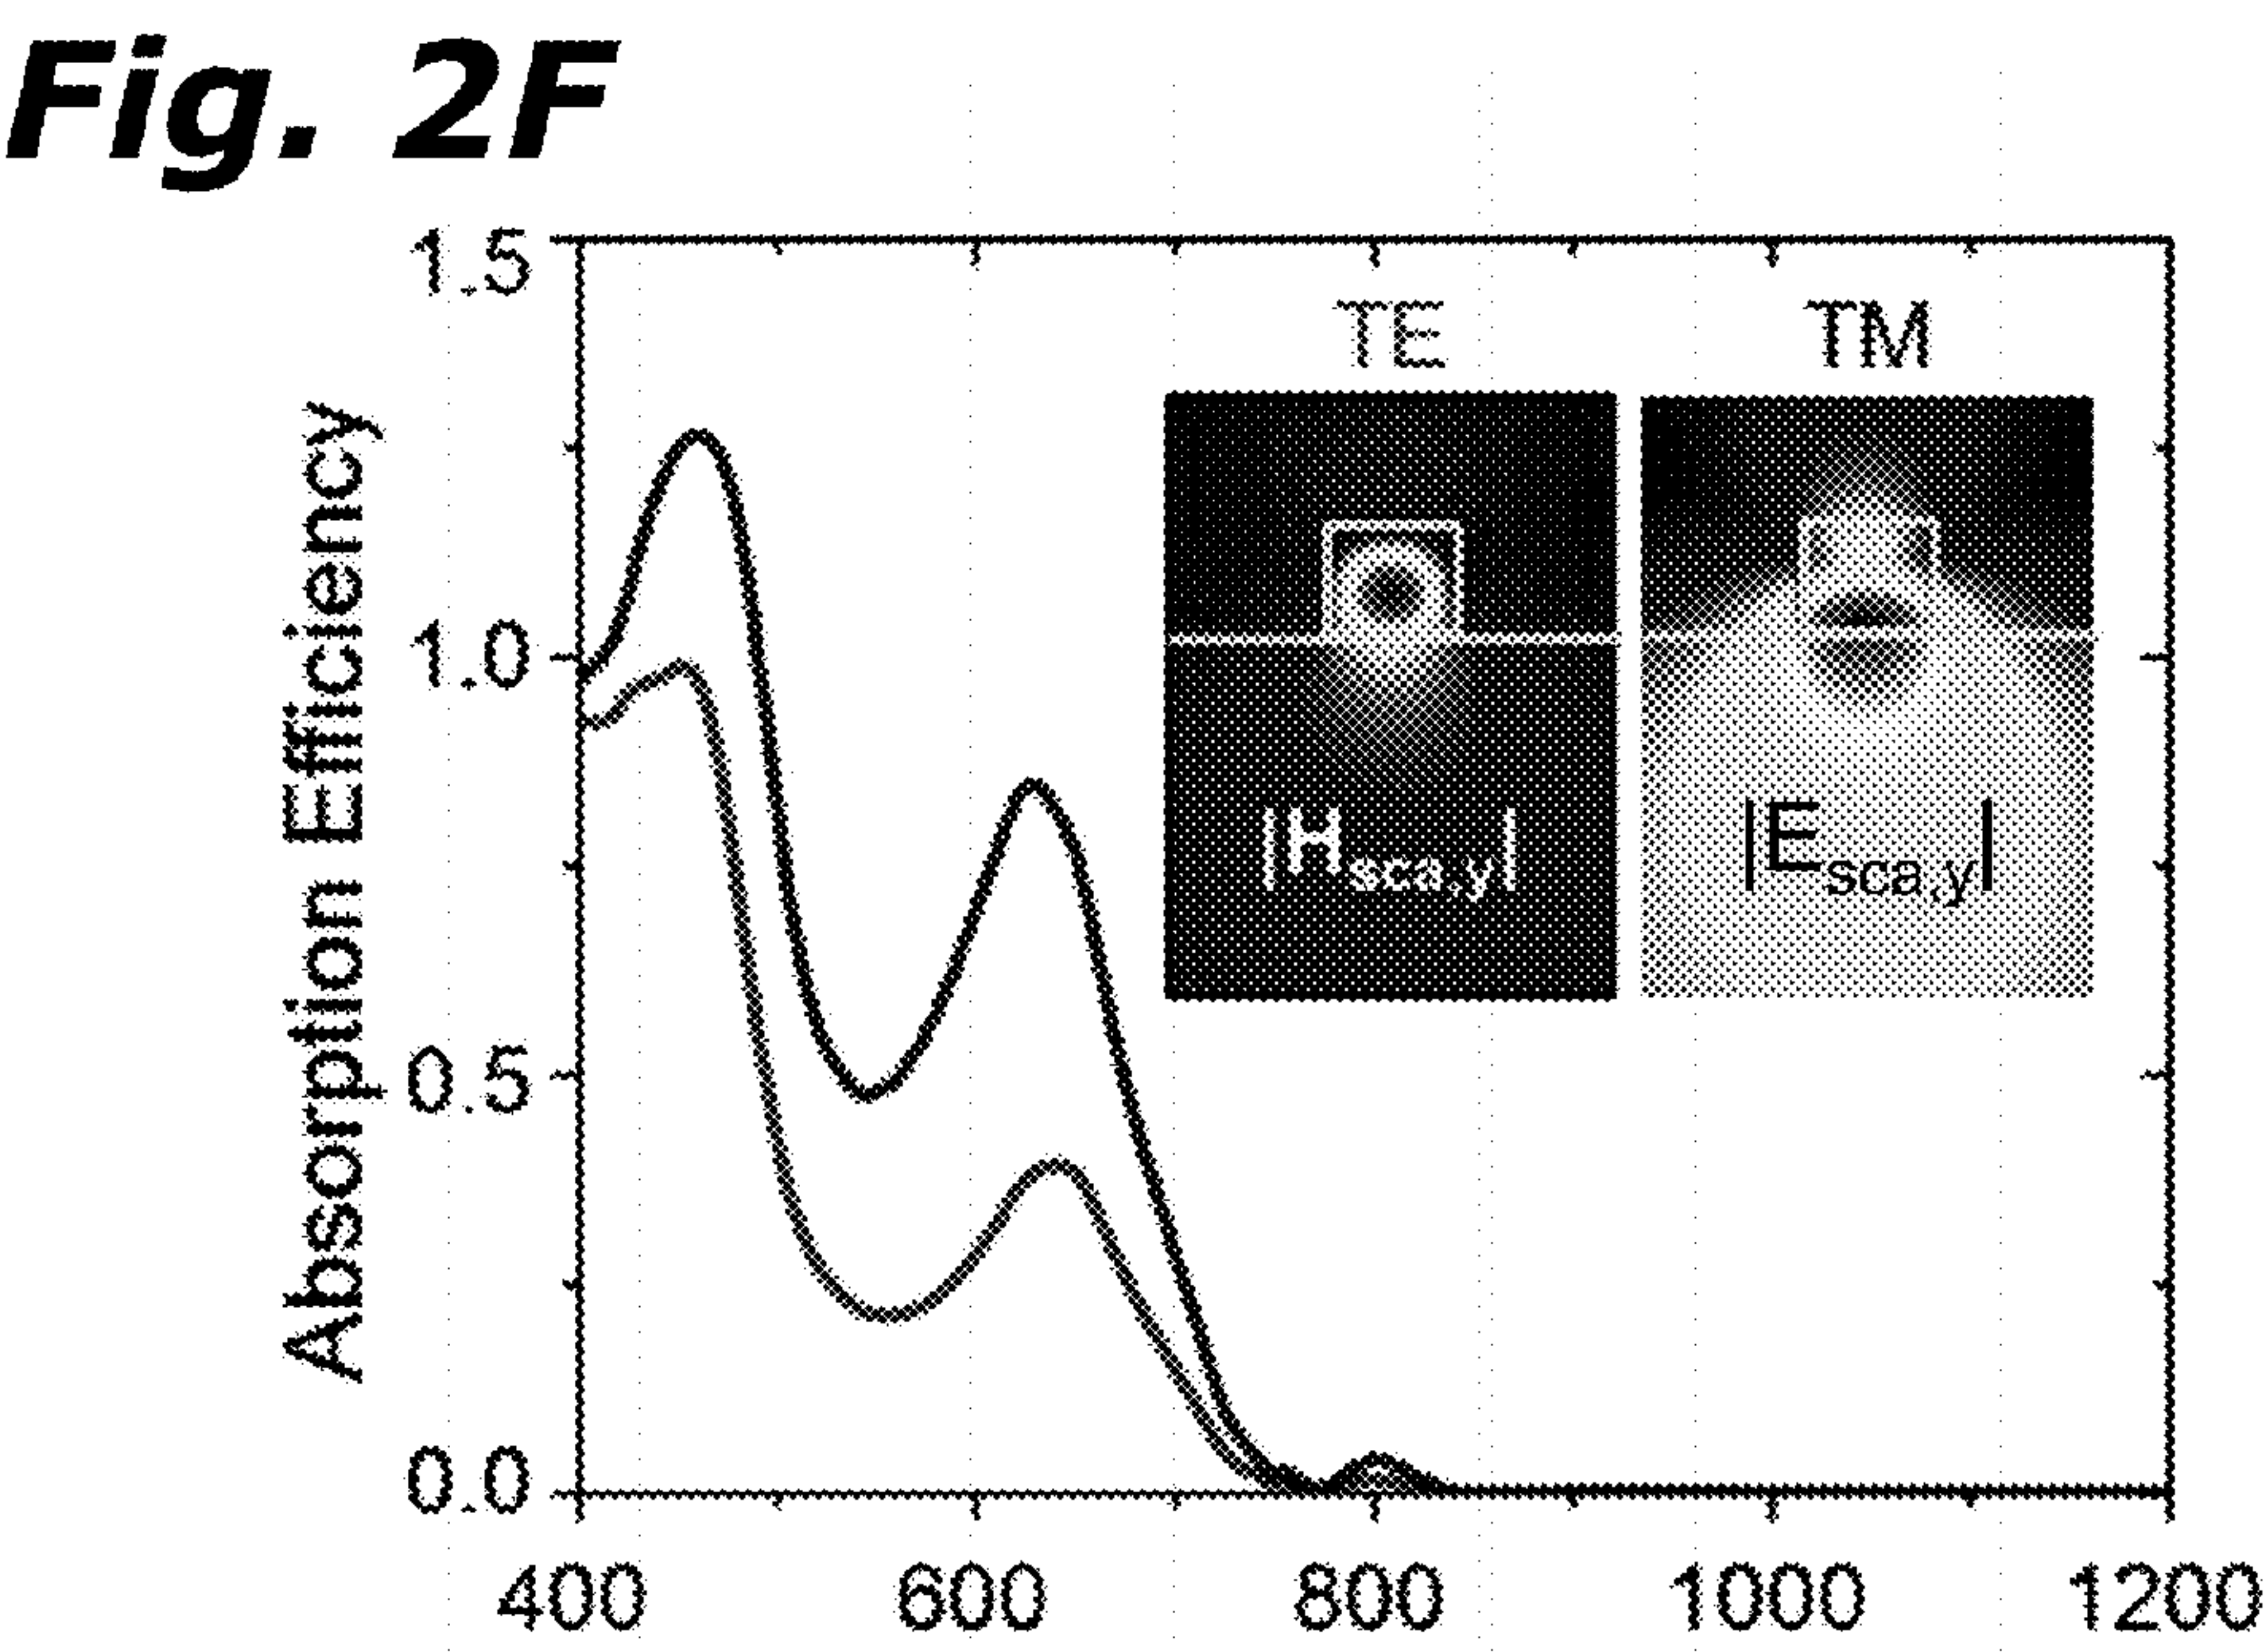 Fig. 2F
1.5
TE TM
Absorption Efficiency
1.0
|Hsca,y| |Esca,y|
0.5
0.0
400 600 800 1000 1200